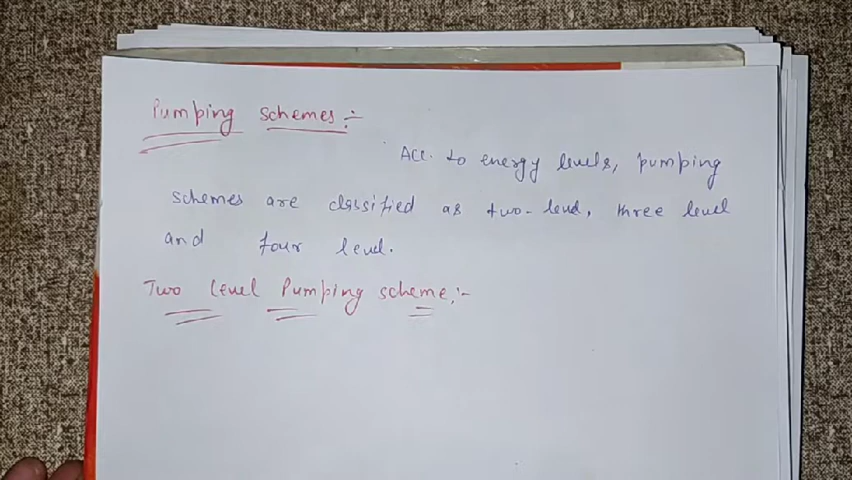 Pumping schemes :-
Acc. to energy levels, pumping
schemes are classified as two-level, three level
and four level.
Two level Pumping scheme :-